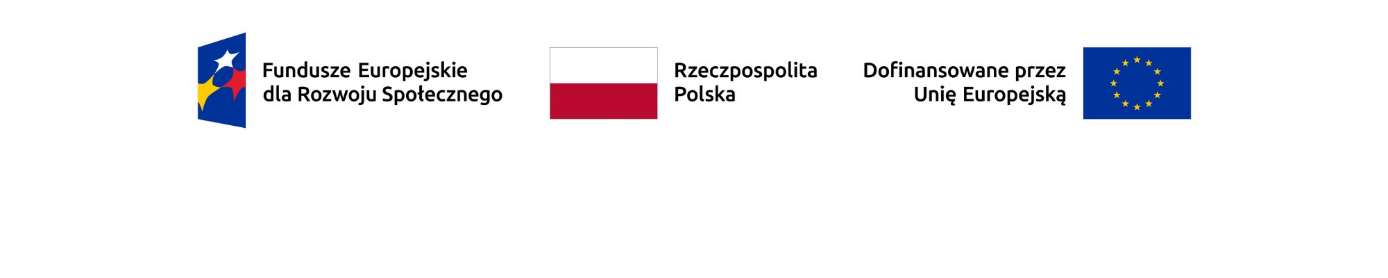 Fundusze Europejskie
dla Rozwoju Społecznego
Rzeczpospolita
Polska
Dofinansowane przez
Unię Europejską